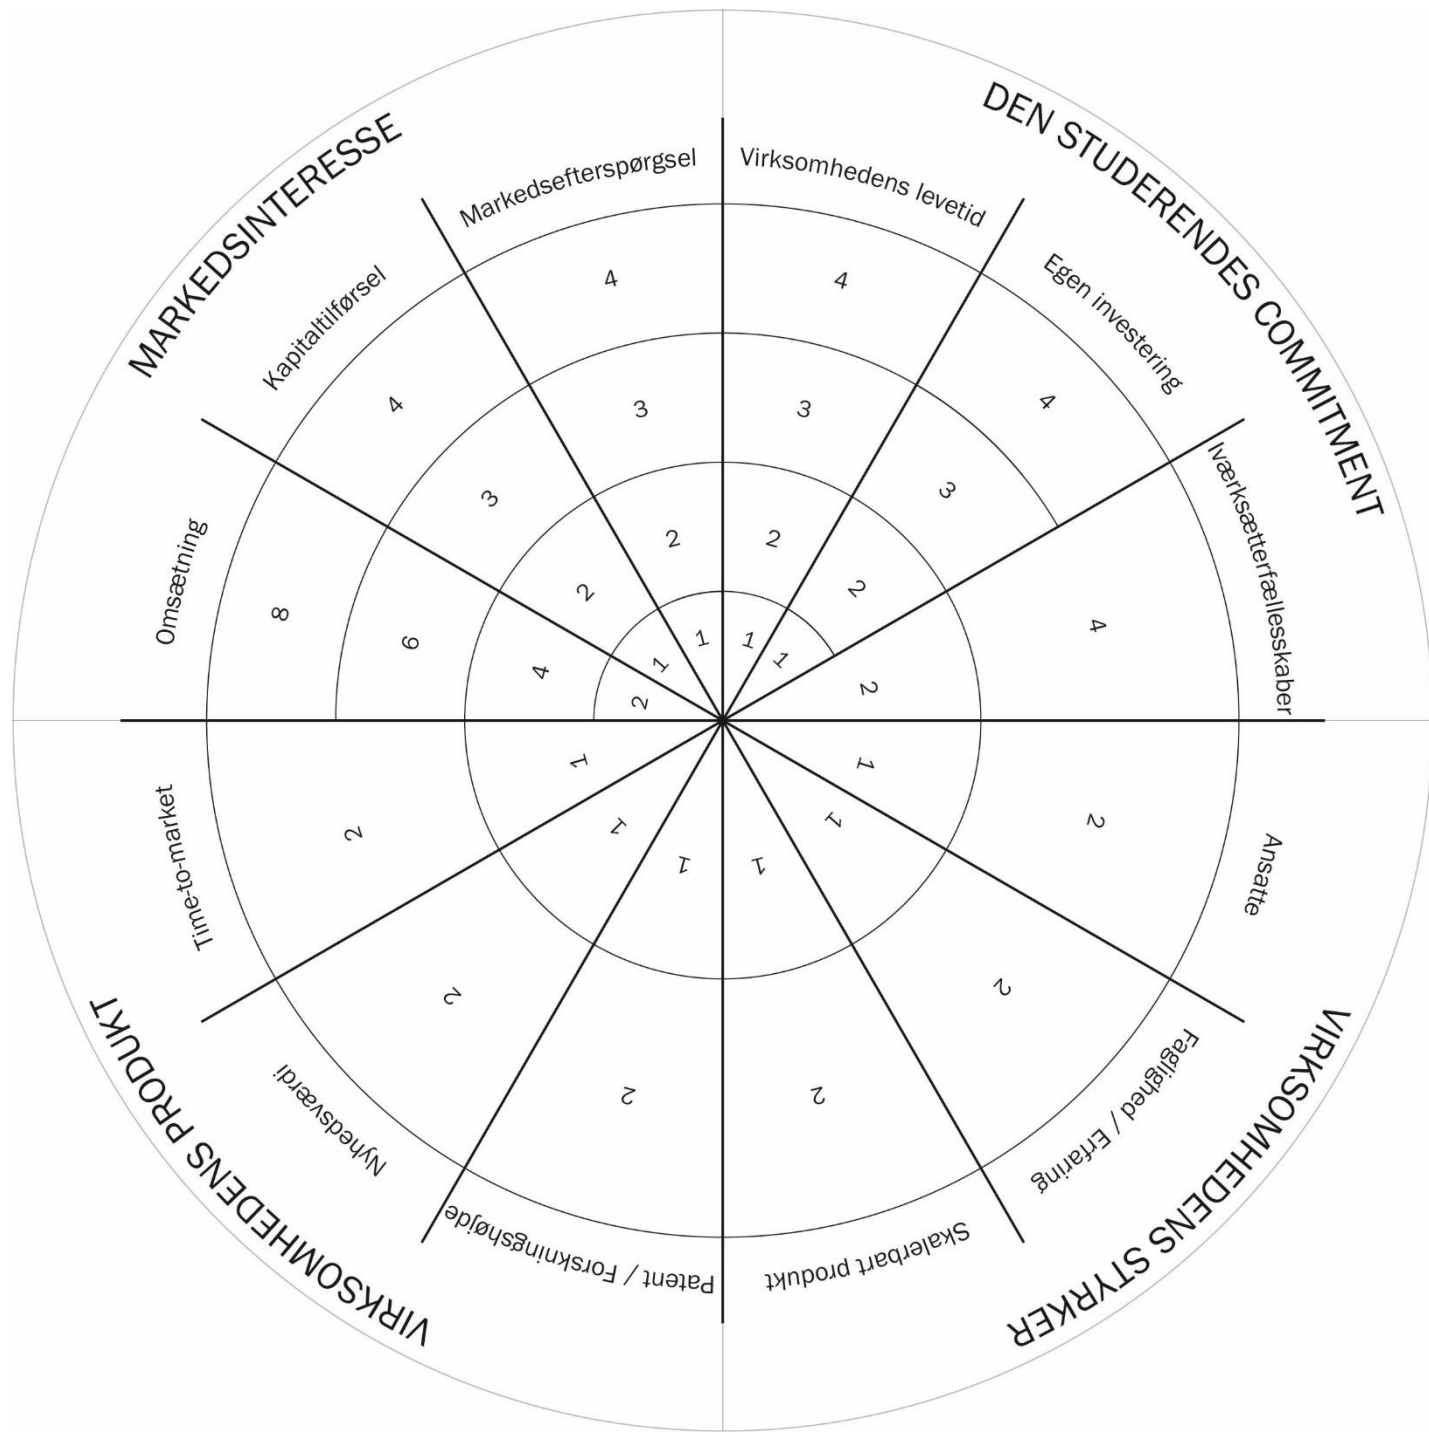 DEN STUDERENDES COMMITMENT
Virksomhedens levetid
4
3
2
1
Egen investering
4
3
2
1
Iværksætterfællesskaber
4
2
VIRKSOMHEDENS STYRKER
Ansatte
2
1
Faglighed / Erfaring
2
1
Skalerbart produkt
2
1
VIRKSOMHEDENS PRODUKT
Patent / Forskningshøjde
2
1
Nyhedsværdi
2
1
Time-to-market
2
1
MARKEDSINTERESSE
Omsætning
8
6
4
2
Kapitaltilførsel
4
3
2
1
Markedsefterspørgsel
4
3
2
1